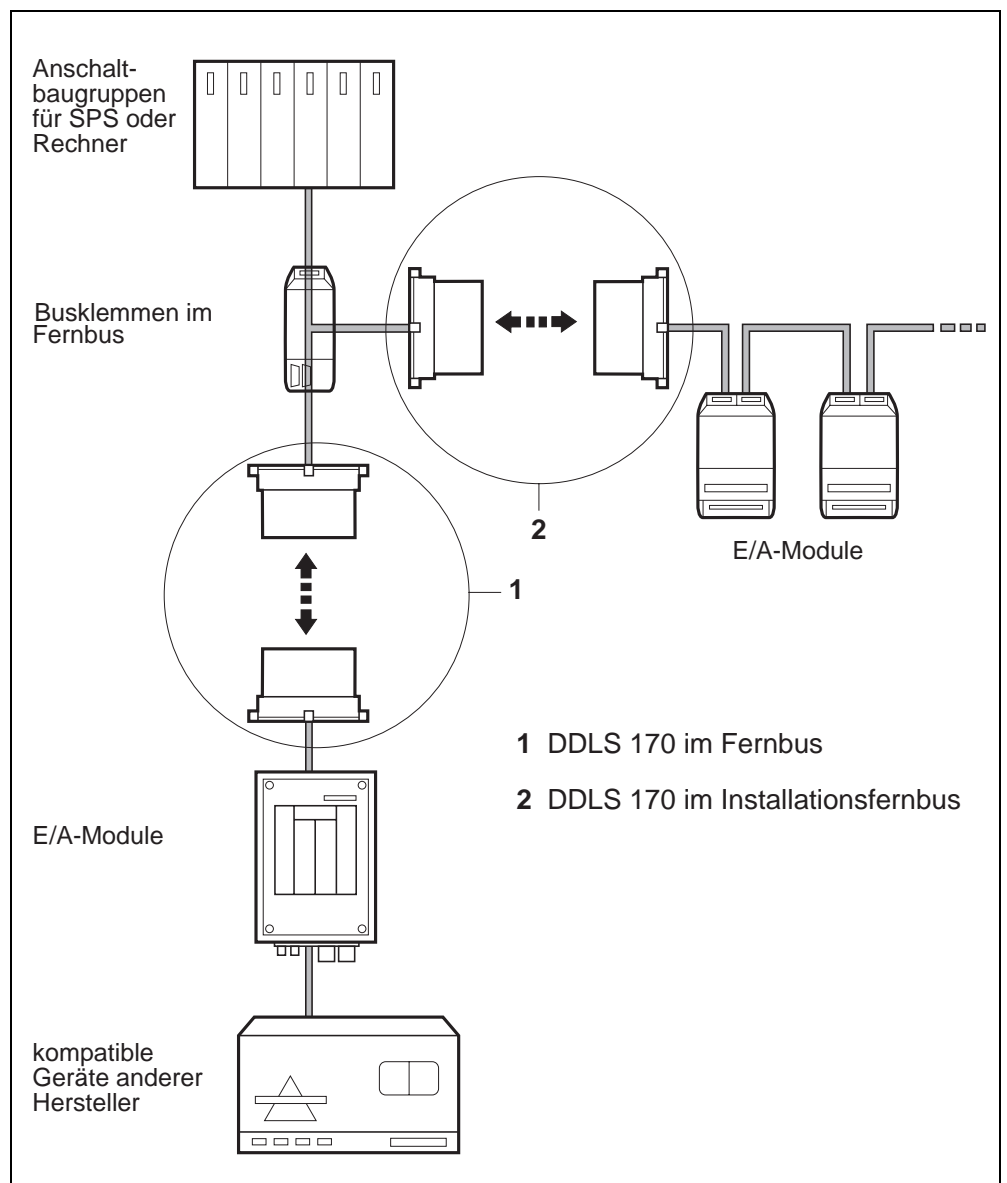 Anschalt-
baugruppen
für SPS oder
Rechner
Busklemmen im
Fernbus
2
E/A-Module
1
1 DDLS 170 im Fernbus
2 DDLS 170 im Installationsfernbus
E/A-Module
kompatible
Geräte anderer
Hersteller